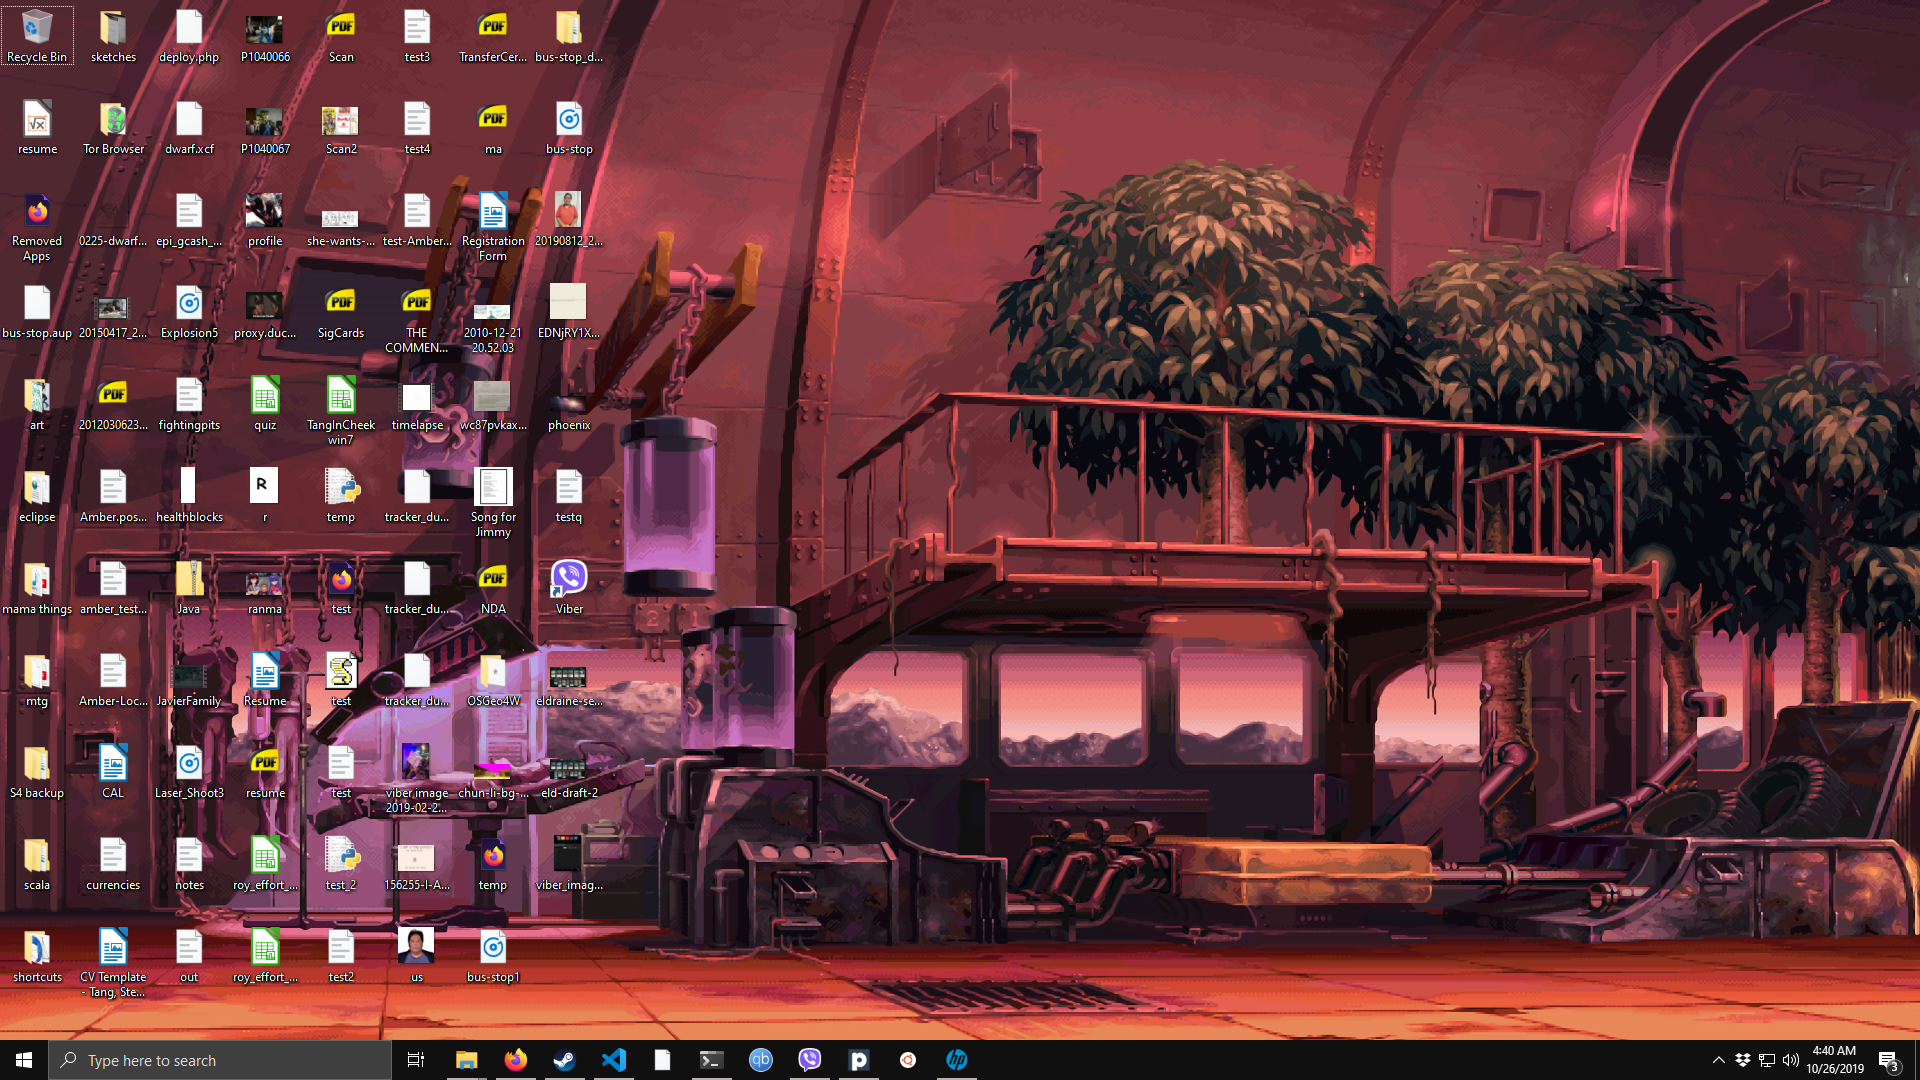 Recycle Bin
sketches
deploy.php
P1040066
Scan
test3
TransferCer...
bus-stop_d...
resume
Tor Browser
dwarf.xcf
P1040067
Scan2
test4
ma
bus-stop
Removed
Apps
0225-dwarf...
epi_gcash_...
profile
she-wants-...
test-Amber...
Registration
Form
20190812_2...
bus-stop.aup
20150417_2...
Explosion5
proxy.duc...
SigCards
THE
COMMEN...
2010-12-21
20.52.03
EDNjRY1X...
art
2012030623...
fightingpits
quiz
TangInCheek
win7
timelapse
wc87pvkax...
phoenix
eclipse
Amber.pos...
healthblocks
r
temp
tracker_du...
Song for
Jimmy
testq
mama things
amber_test...
Java
ranma
test
tracker_du...
NDA
Viber
mtg
Amber-Loc...
JavierFamily
Resume
test
tracker_du...
OSGeo4W
eldraine-se...
S4 backup
CAL
Laser_Shoot3
resume
test
viber image
2019-02-2...
chun-li-bg-...
eld-draft-2
scala
currencies
notes
roy_effort_...
test_2
156255-I-A...
temp
viber_imag...
shortcuts
CV Template
- Tang, Ste...
out
roy_effort_...
test2
us
bus-stop1
Type here to search
4:40 AM
10/26/2019
3